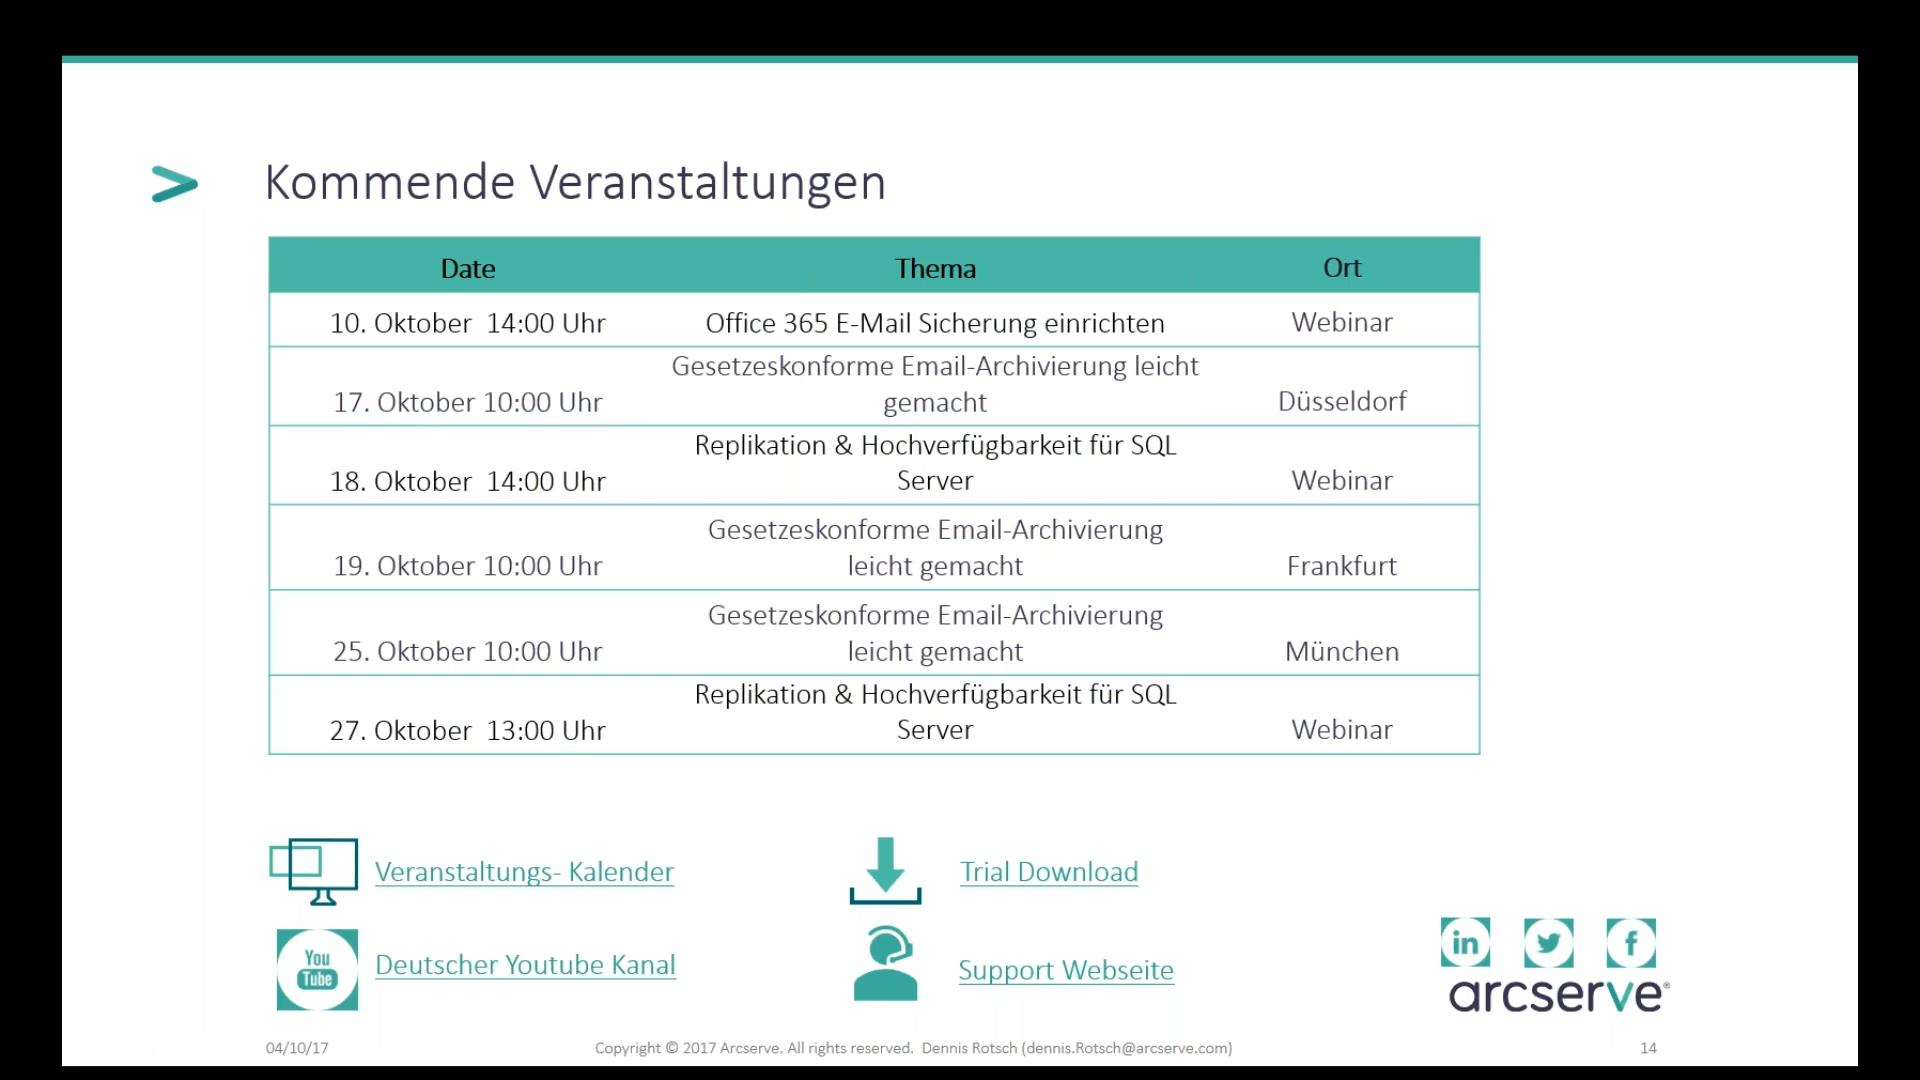 Kommende Veranstaltungen
Date Thema Ort
10. Oktober 14:00 Uhr Office 365 E-Mail Sicherung einrichten Webinar
Gesetzeskonforme Email-Archivierung leicht
17. Oktober 10:00 Uhr gemacht Düsseldorf
Replikation & Hochverfügbarkeit für SQL
18. Oktober 14:00 Uhr Server Webinar
Gesetzeskonforme Email-Archivierung
19. Oktober 10:00 Uhr leicht gemacht Frankfurt
Gesetzeskonforme Email-Archivierung
25. Oktober 10:00 Uhr leicht gemacht München
Replikation & Hochverfügbarkeit für SQL
27. Oktober 13:00 Uhr Server Webinar
Veranstaltungs- Kalender Trial Download
You
Tube
Deutscher Youtube Kanal Support Webseite
in f
arcserve®
04/10/17 Copyright © 2017 Arcserve. All rights reserved. Dennis Rotsch (dennis.Rotsch@arcserve.com) 14